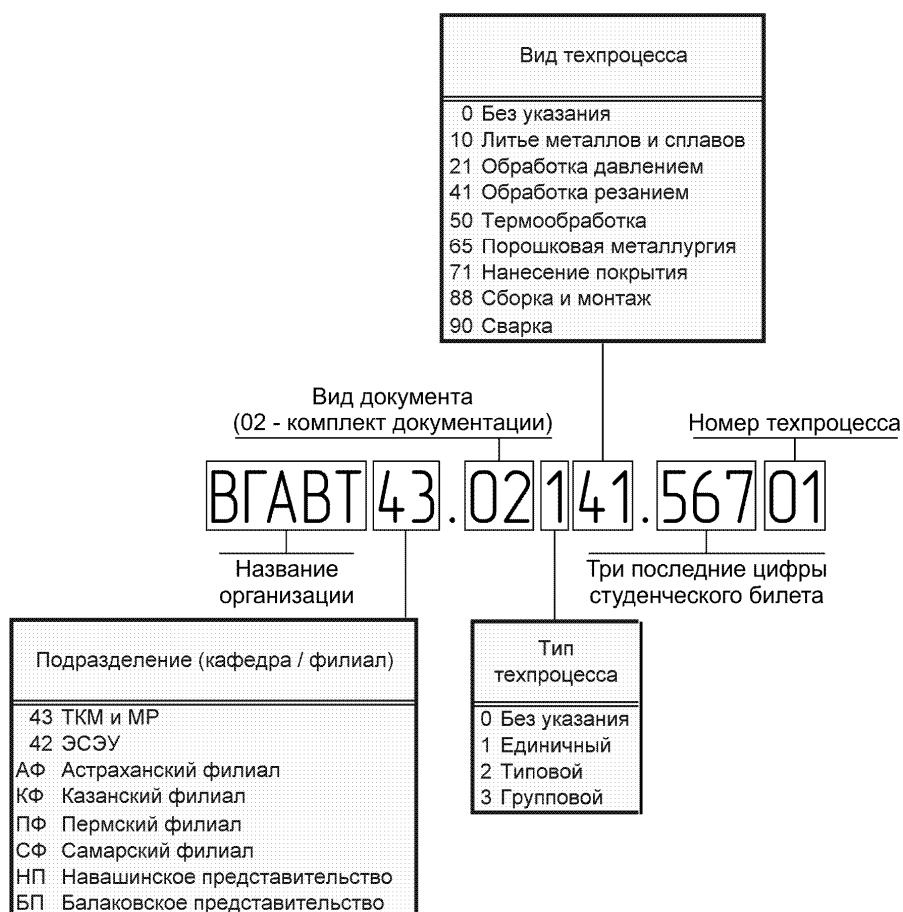 Вид техпроцесса
0 Без указания
10 Литье металлов и сплавов
21 Обработка давлением
41 Обработка резанием
50 Термообработка
65 Порошковая металлургия
71 Нанесение покрытия
88 Сборка и монтаж
90 Сварка
Вид документа
(02 - комплект документации)
Номер техпроцесса
ВГАВТ 43 . 02 1 41 . 567 01
Название
организации
Три последние цифры
студенческого билета
Подразделение (кафедра / филиал)
43 ТКМ и МР
42 ЭСЭУ
АФ Астраханский филиал
КФ Казанский филиал
ПФ Пермский филиал
СФ Самарский филиал
НП Навашинское представительство
БП Балаковское представительство
Тип
техпроцесса
0 Без указания
1 Единичный
2 Типовой
3 Групповой